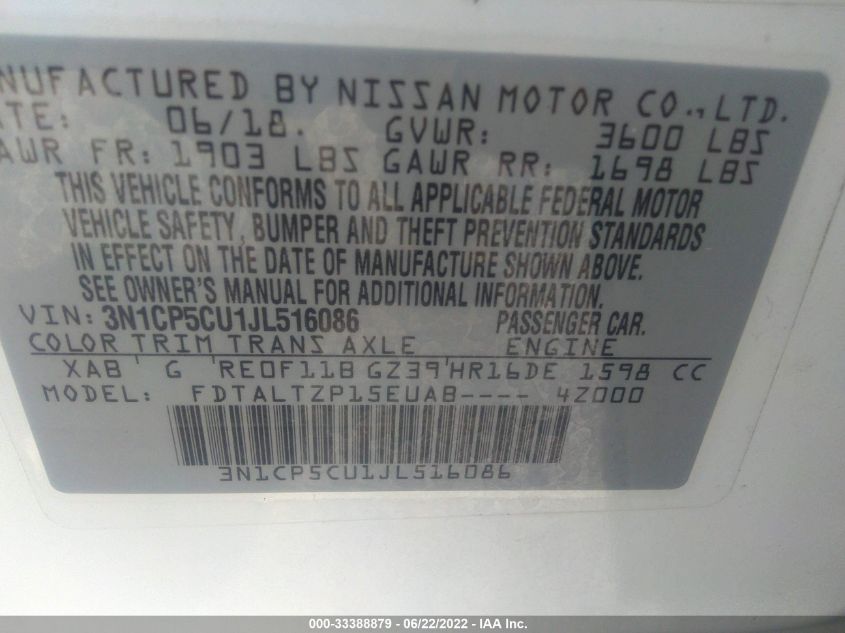 NUFACTURED BY NISSAN MOTOR CO., LTD.
ATE: 06/18. GVWR: 3600 LBS
AWR FR: 1903 LBS GAWR RR: 1698 LBS
THIS VEHICLE CONFORMS TO ALL APPLICABLE FEDERAL MOTOR
VEHICLE SAFETY, BUMPER AND THEFT PREVENTION STANDARDS
IN EFFECT ON THE DATE OF MANUFACTURE SHOWN ABOVE.
SEE OWNER'S MANUAL FOR ADDITIONAL INFORMATION.
VIN: 3N1CP5CU1JL516086 PASSENGER CAR.
COLOR TRIM TRANS AXLE ENGINE
XAB ' G ' RE0F11B GZ39 ' HR16DE 1598 CC
MODEL: FDTALTZP15EUAB---- 4Z000
3N1CP5CU1JL516086
000-33388879 - 06/22/2022 - IAA Inc.